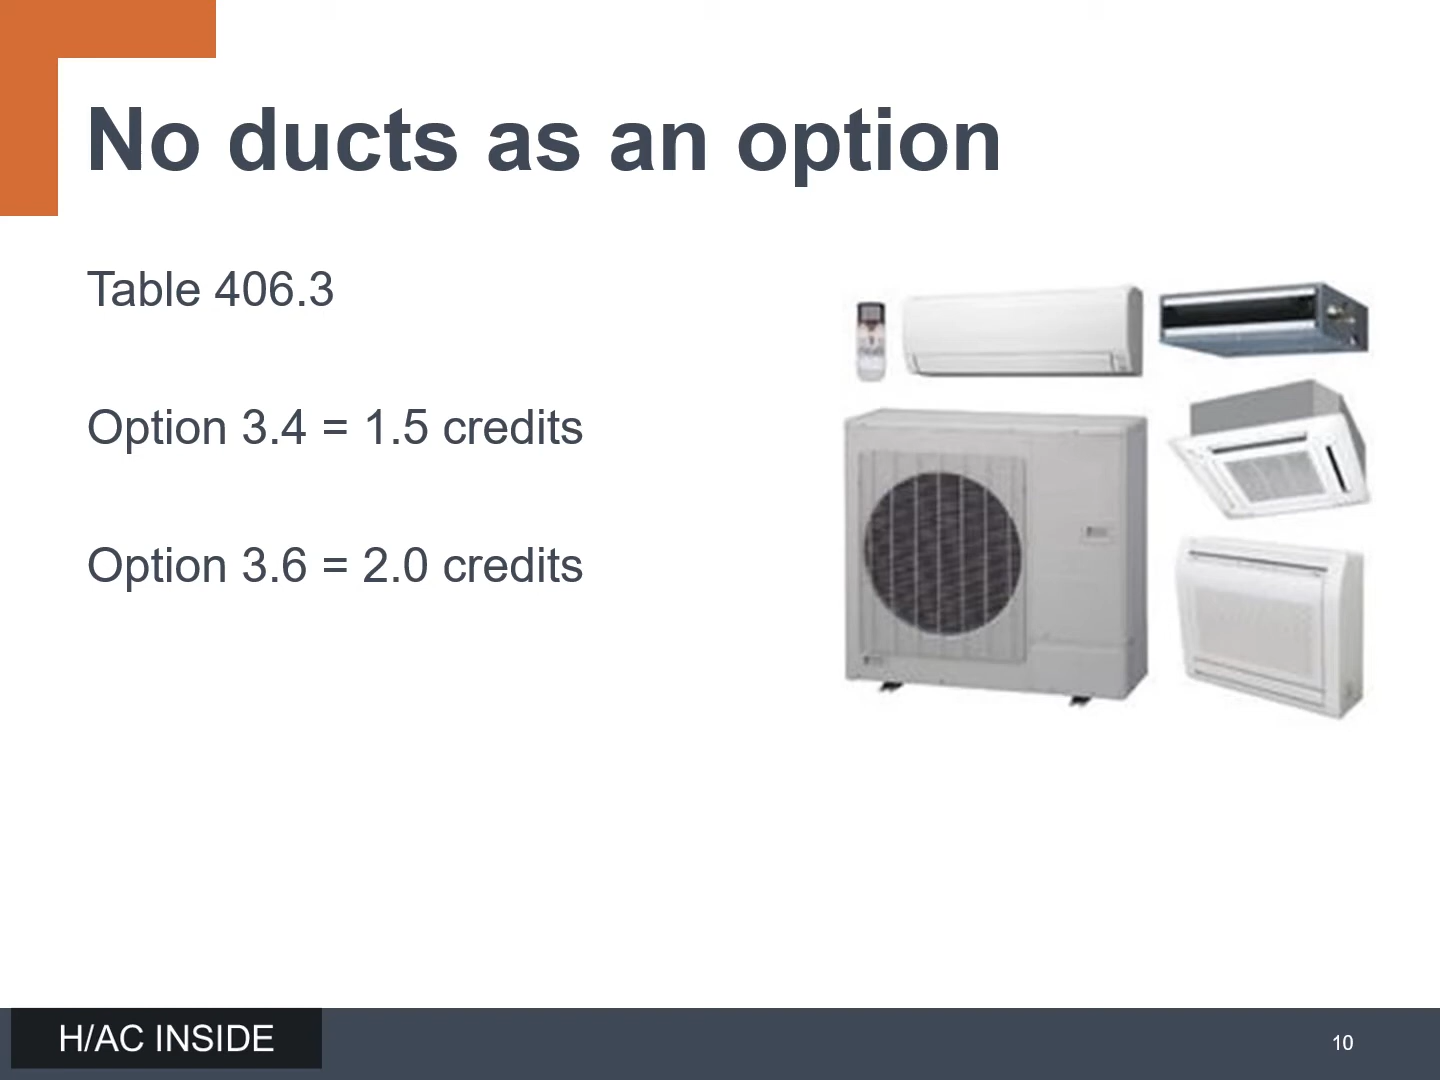 No ducts as an option
Table 406.3
Option 3.4 = 1.5 credits
Option 3.6 = 2.0 credits
H/AC INSIDE
10